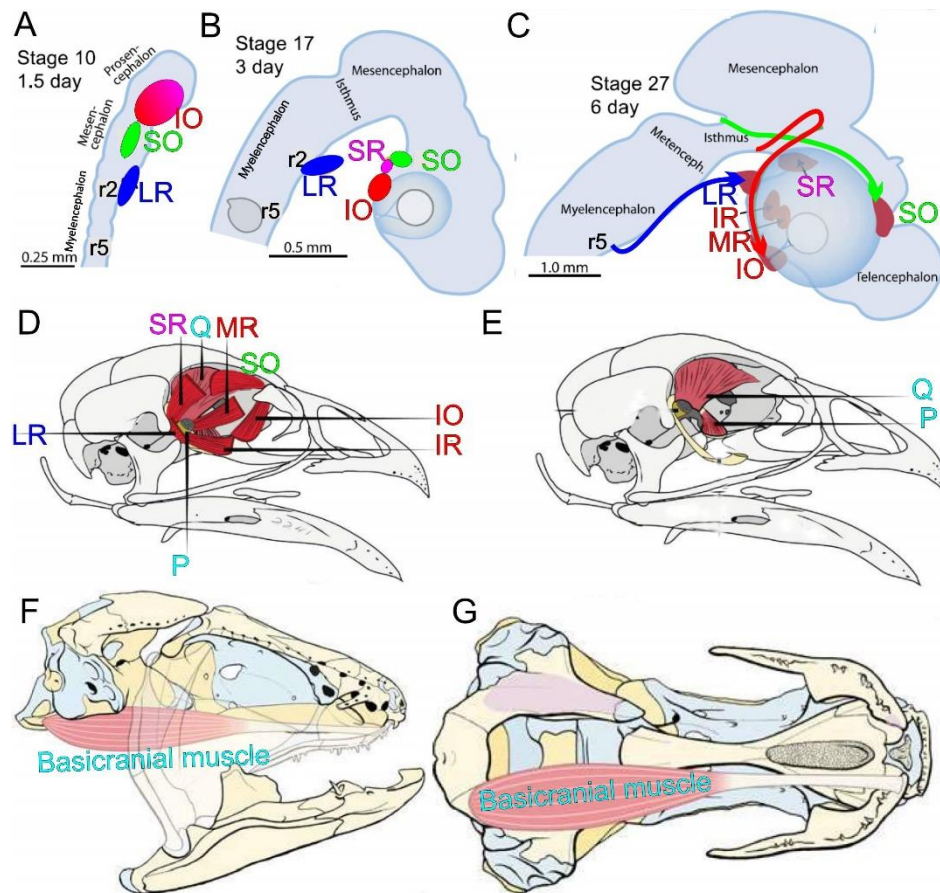 A
Stage 10
1.5 day
Prosen-
cephalon
Mesen-
cephalon
IO
SO
r2
LR
Myelencephalon
r5
0.25 mm
B
Stage 17
3 day
Mesencephalon
Isthmus
Myelencephalon
r2
LR
SR
SO
IO
r5
0.5 mm
C
Stage 27
6 day
Mesencephalon
Isthmus
Metenceph.
SR
LR
IR
SO
MR
IO
Myelencephalon
r5
Telencephalon
1.0 mm
D
SR
Q
MR
SO
IO
LR
IR
P
E
Q
P
F
Basicranial muscle
G
Basicranial muscle